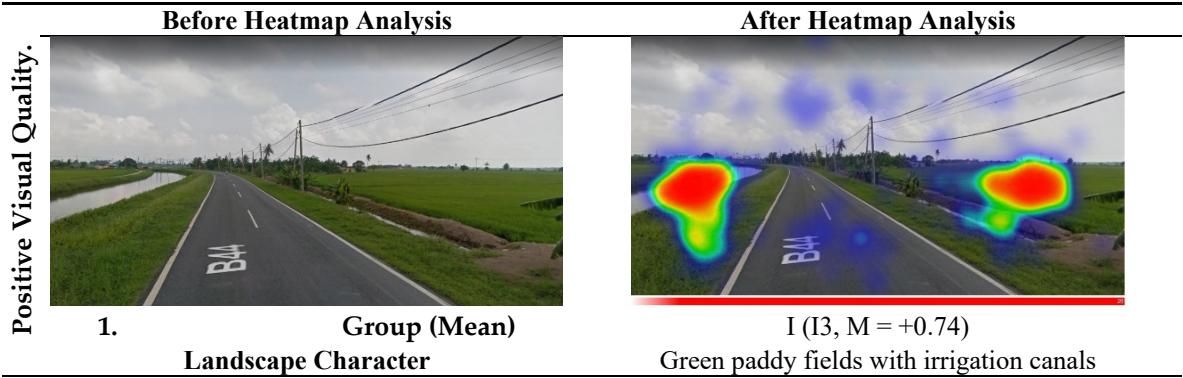 Before Heatmap Analysis After Heatmap Analysis
Positive Visual Quality.
B44 B44
1. Group (Mean) I (I3, M = +0.74)
Landscape Character Green paddy fields with irrigation canals